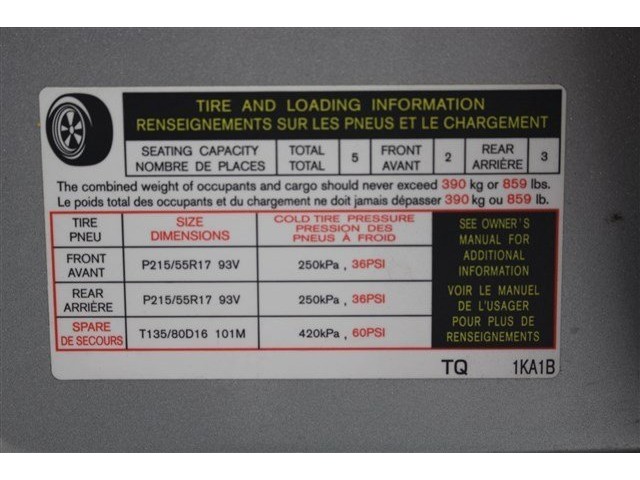 TIRE AND LOADING INFORMATION
RENSEIGNEMENTS SUR LES PNEUS ET LE CHARGEMENT
SEATING CAPACITY TOTAL 5 FRONT 2 REAR 3
NOMBRE DE PLACES TOTAL AVANT ARRIÈRE
The combined weight of occupants and cargo should never exceed 390 kg or 859 lbs.
Le poids total des occupants et du chargement ne doit jamais dépasser 390 kg ou 859 lb.
TIRE SIZE COLD TIRE PRESSURE
PNEU DIMENSIONS PRESSION DES
PNEUS À FROID
FRONT P215/55R17 93V 250kPa , 36PSI
AVANT
REAR P215/55R17 93V 250kPa , 36PSI
ARRIÈRE
SPARE T135/80D16 101M 420kPa , 60PSI
DE SECOURS
SEE OWNER'S
MANUAL FOR
ADDITIONAL
INFORMATION
VOIR LE MANUEL
DE L'USAGER
POUR PLUS DE
RENSEIGNEMENTS
TQ 1KA1B